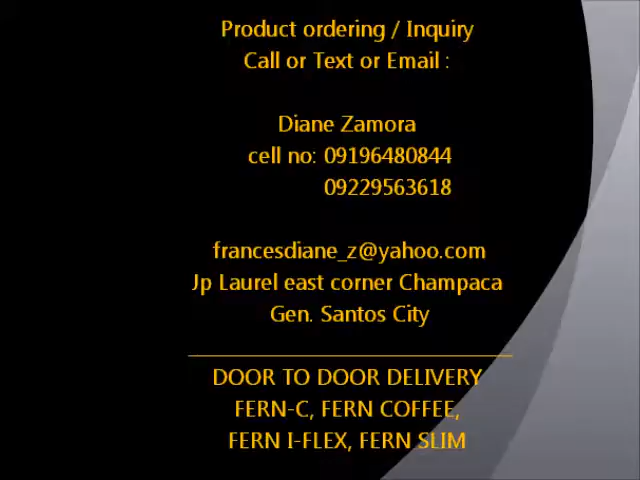 Product ordering / Inquiry
Call or Text or Email :
Diane Zamora
cell no: 09196480844
09229563618
francesdiane_z@yahoo.com
Jp Laurel east corner Champaca
Gen. Santos City
DOOR TO DOOR DELIVERY
FERN-C, FERN COFFEE,
FERN I-FLEX, FERN SLIM